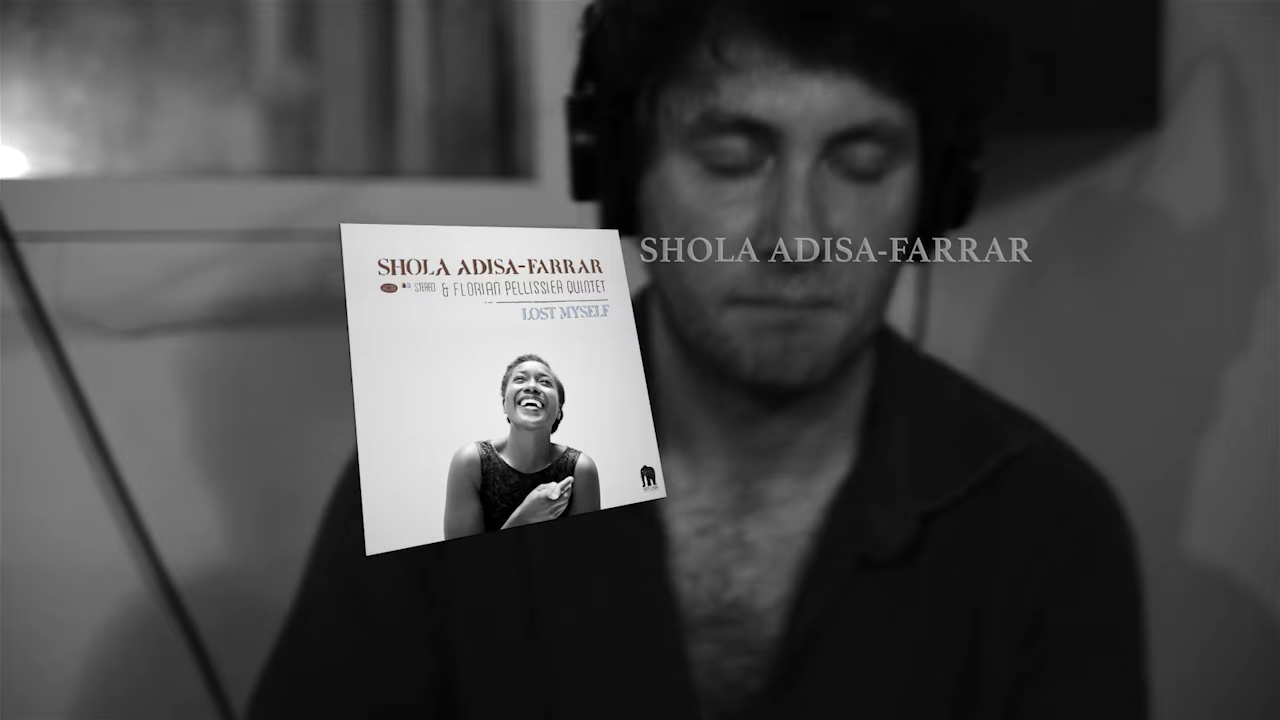 SHOLA ADISA-FARRAR
STEREO & FLORIAN PELLISSIER QUINTET
LOST MYSELF
SHOLA ADISA-FARRAR